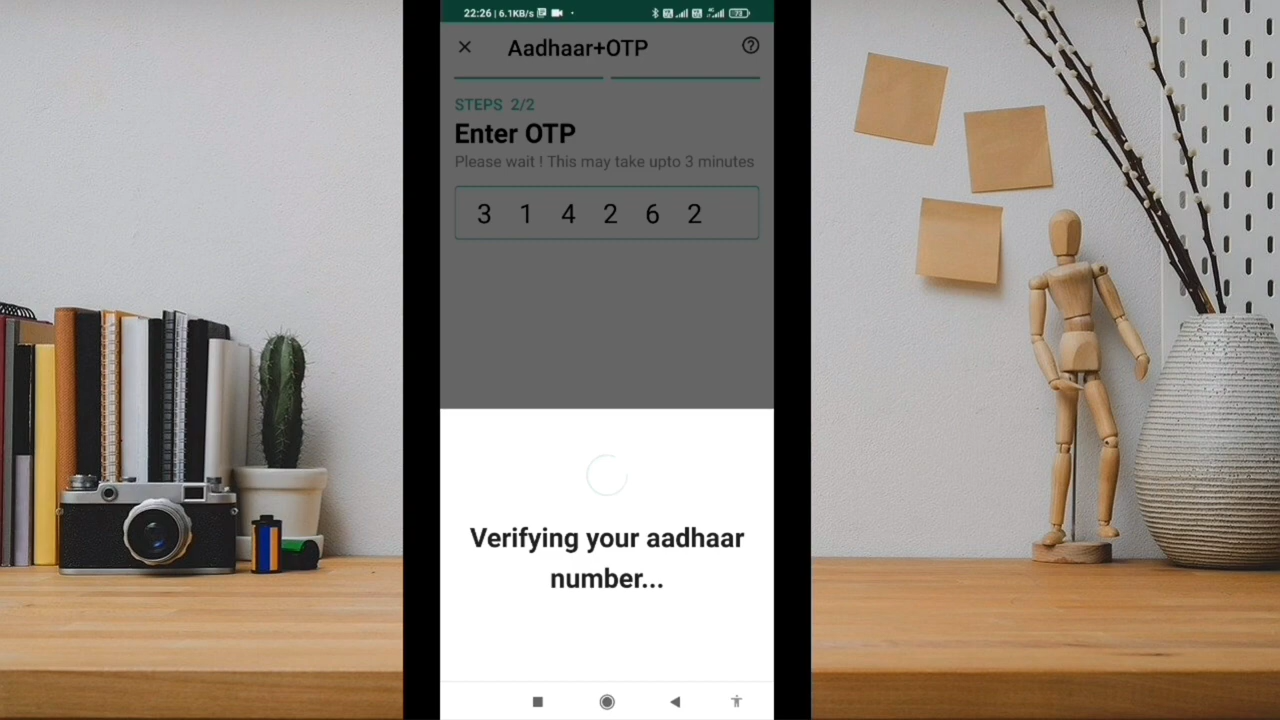 22:26 | 6.1KB/s
73
Aadhaar+OTP
STEPS 2/2
Enter OTP
Please wait ! This may take upto 3 minutes
3 1 4 2 6 2
Verifying your aadhaar
number...